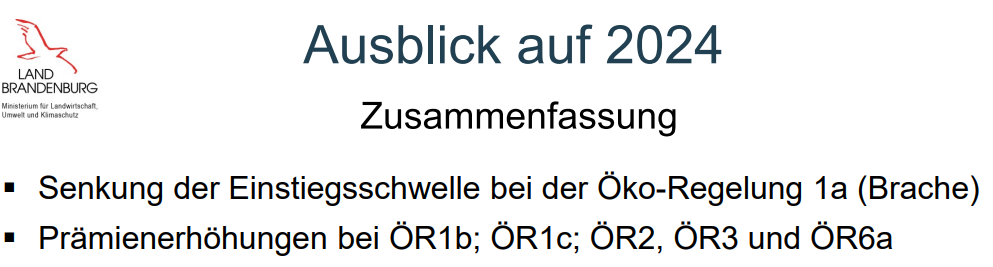 Ausblick auf 2024
LAND
BRANDENBURG
Ministerium für Landwirtschaft,
Umwelt und Klimaschutz
Zusammenfassung
▪ Senkung der Einstiegsschwelle bei der Öko-Regelung 1a (Brache)
▪ Prämienerhöhungen bei ÖR1b; ÖR1c; ÖR2, ÖR3 und ÖR6a